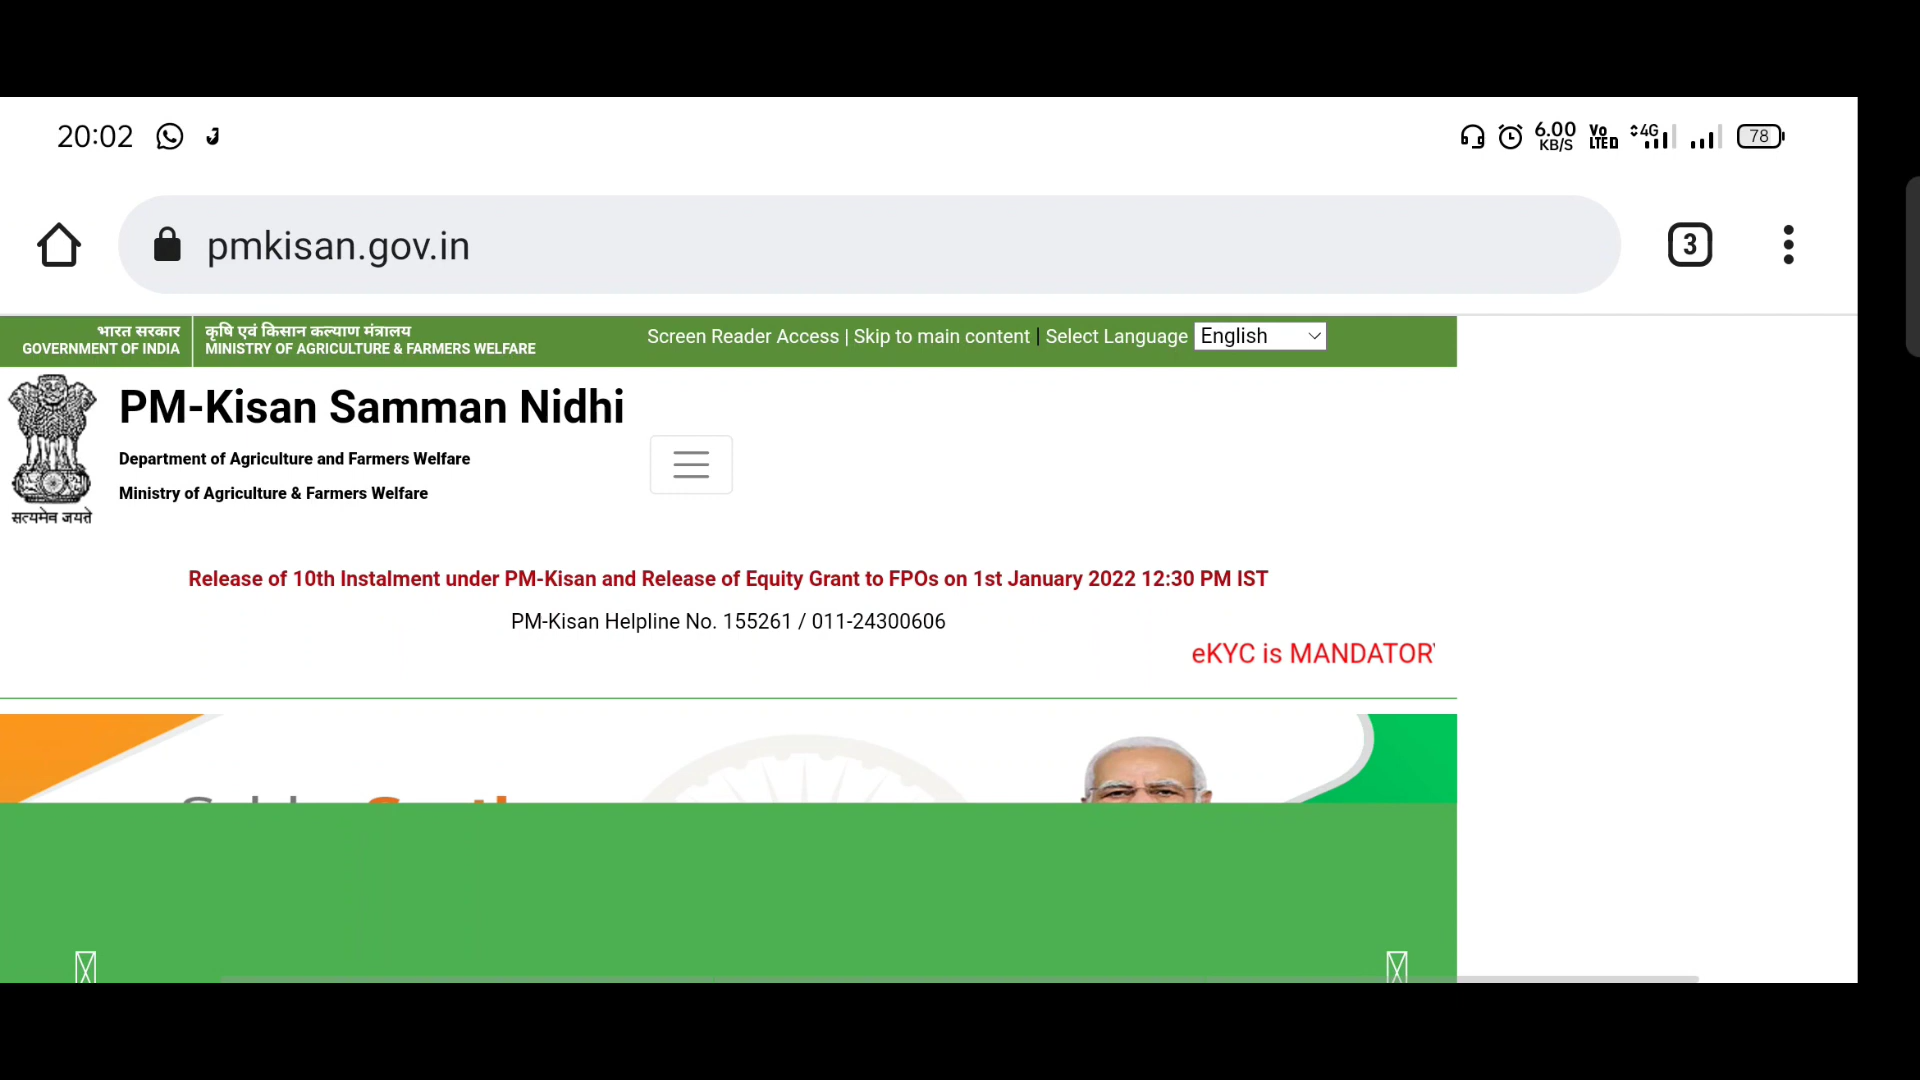 20:02
6.00
KB/S
Vo
LTE D
4G
78
pmkisan.gov.in
3
भारत सरकार
GOVERNMENT OF INDIA
कृषि एवं किसान कल्याण मंत्रालय
MINISTRY OF AGRICULTURE & FARMERS WELFARE
Screen Reader Access | Skip to main content | Select Language English
PM-Kisan Samman Nidhi
Department of Agriculture and Farmers Welfare
Ministry of Agriculture & Farmers Welfare
सत्यमेव जयते
Release of 10th Instalment under PM-Kisan and Release of Equity Grant to FPOs on 1st January 2022 12:30 PM IST
PM-Kisan Helpline No. 155261 / 011-24300606
eKYC is MANDATOR